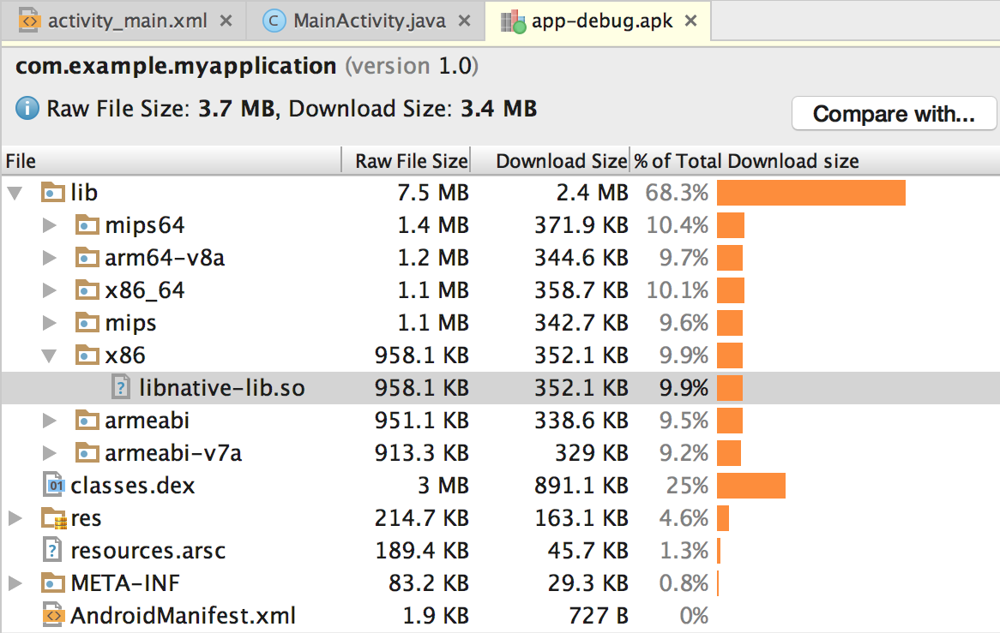 activity_main.xml MainActivity.java app-debug.apk
com.example.myapplication (version 1.0)
Raw File Size: 3.7 MB, Download Size: 3.4 MB
Compare with...
File Raw File Size Download Size % of Total Download size
lib 7.5 MB 2.4 MB 68.3%
mips64 1.4 MB 371.9 KB 10.4%
arm64-v8a 1.2 MB 344.6 KB 9.7%
x86_64 1.1 MB 358.7 KB 10.1%
mips 1.1 MB 342.7 KB 9.6%
x86 958.1 KB 352.1 KB 9.9%
libnative-lib.so 958.1 KB 352.1 KB 9.9%
armeabi 951.1 KB 338.6 KB 9.5%
armeabi-v7a 913.3 KB 329 KB 9.2%
classes.dex 3 MB 891.1 KB 25%
res 214.7 KB 163.1 KB 4.6%
resources.arsc 189.4 KB 45.7 KB 1.3%
META-INF 83.2 KB 29.3 KB 0.8%
AndroidManifest.xml 1.9 KB 727 B 0%